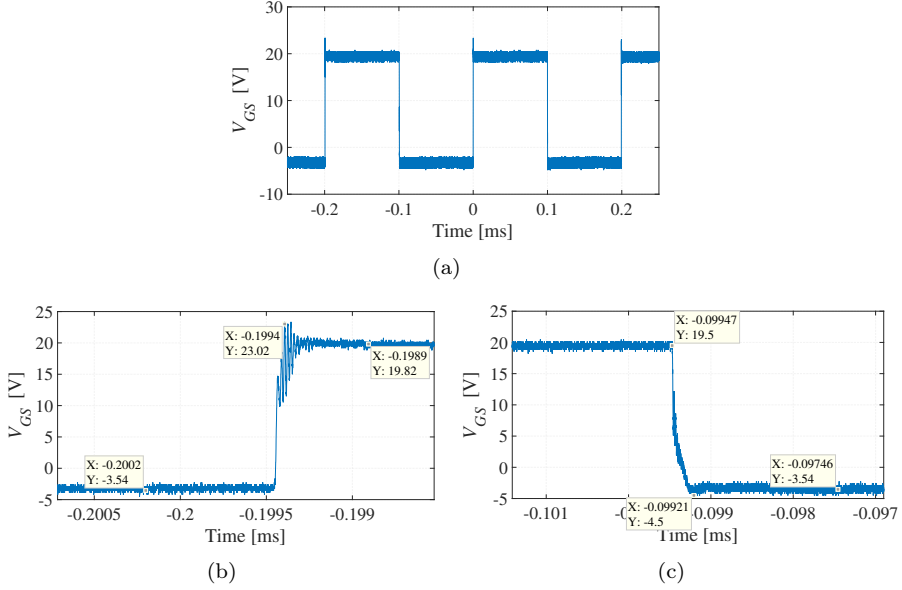 30
20
10
0
-10
V_GS [V]
-0.2 -0.1 0 0.1 0.2
Time [ms]
(a)
25
20
15
10
5
0
-5
V_GS [V]
X: -0.1994
Y: 23.02
X: -0.1989
Y: 19.82
X: -0.2002
Y: -3.54
-0.2005 -0.2 -0.1995 -0.199
Time [ms]
(b)
25
20
15
10
5
0
-5
V_GS [V]
X: -0.09947
Y: 19.5
X: -0.09746
Y: -3.54
X: -0.09921
Y: -4.5
-0.101 -0.099 -0.098 -0.097
Time [ms]
(c)